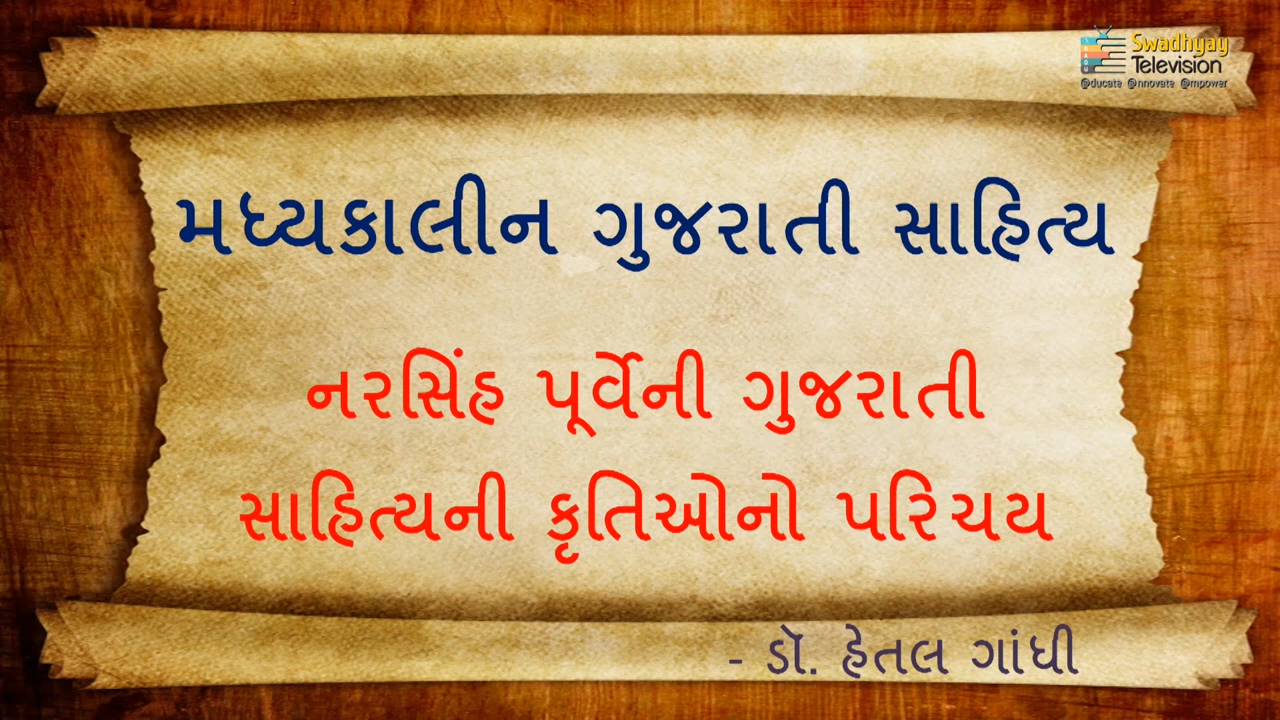 Swadhyay
Television
@ducate @nnovate @mpower
મધ્યકાલીન ગુજરાતી સાહિત્ય
નરસિંહ પૂર્વેની ગુજરાતી
સાહિત્યની કૃતિઓનો પરિચય
- ડૉ. હેતલ ગાંધી